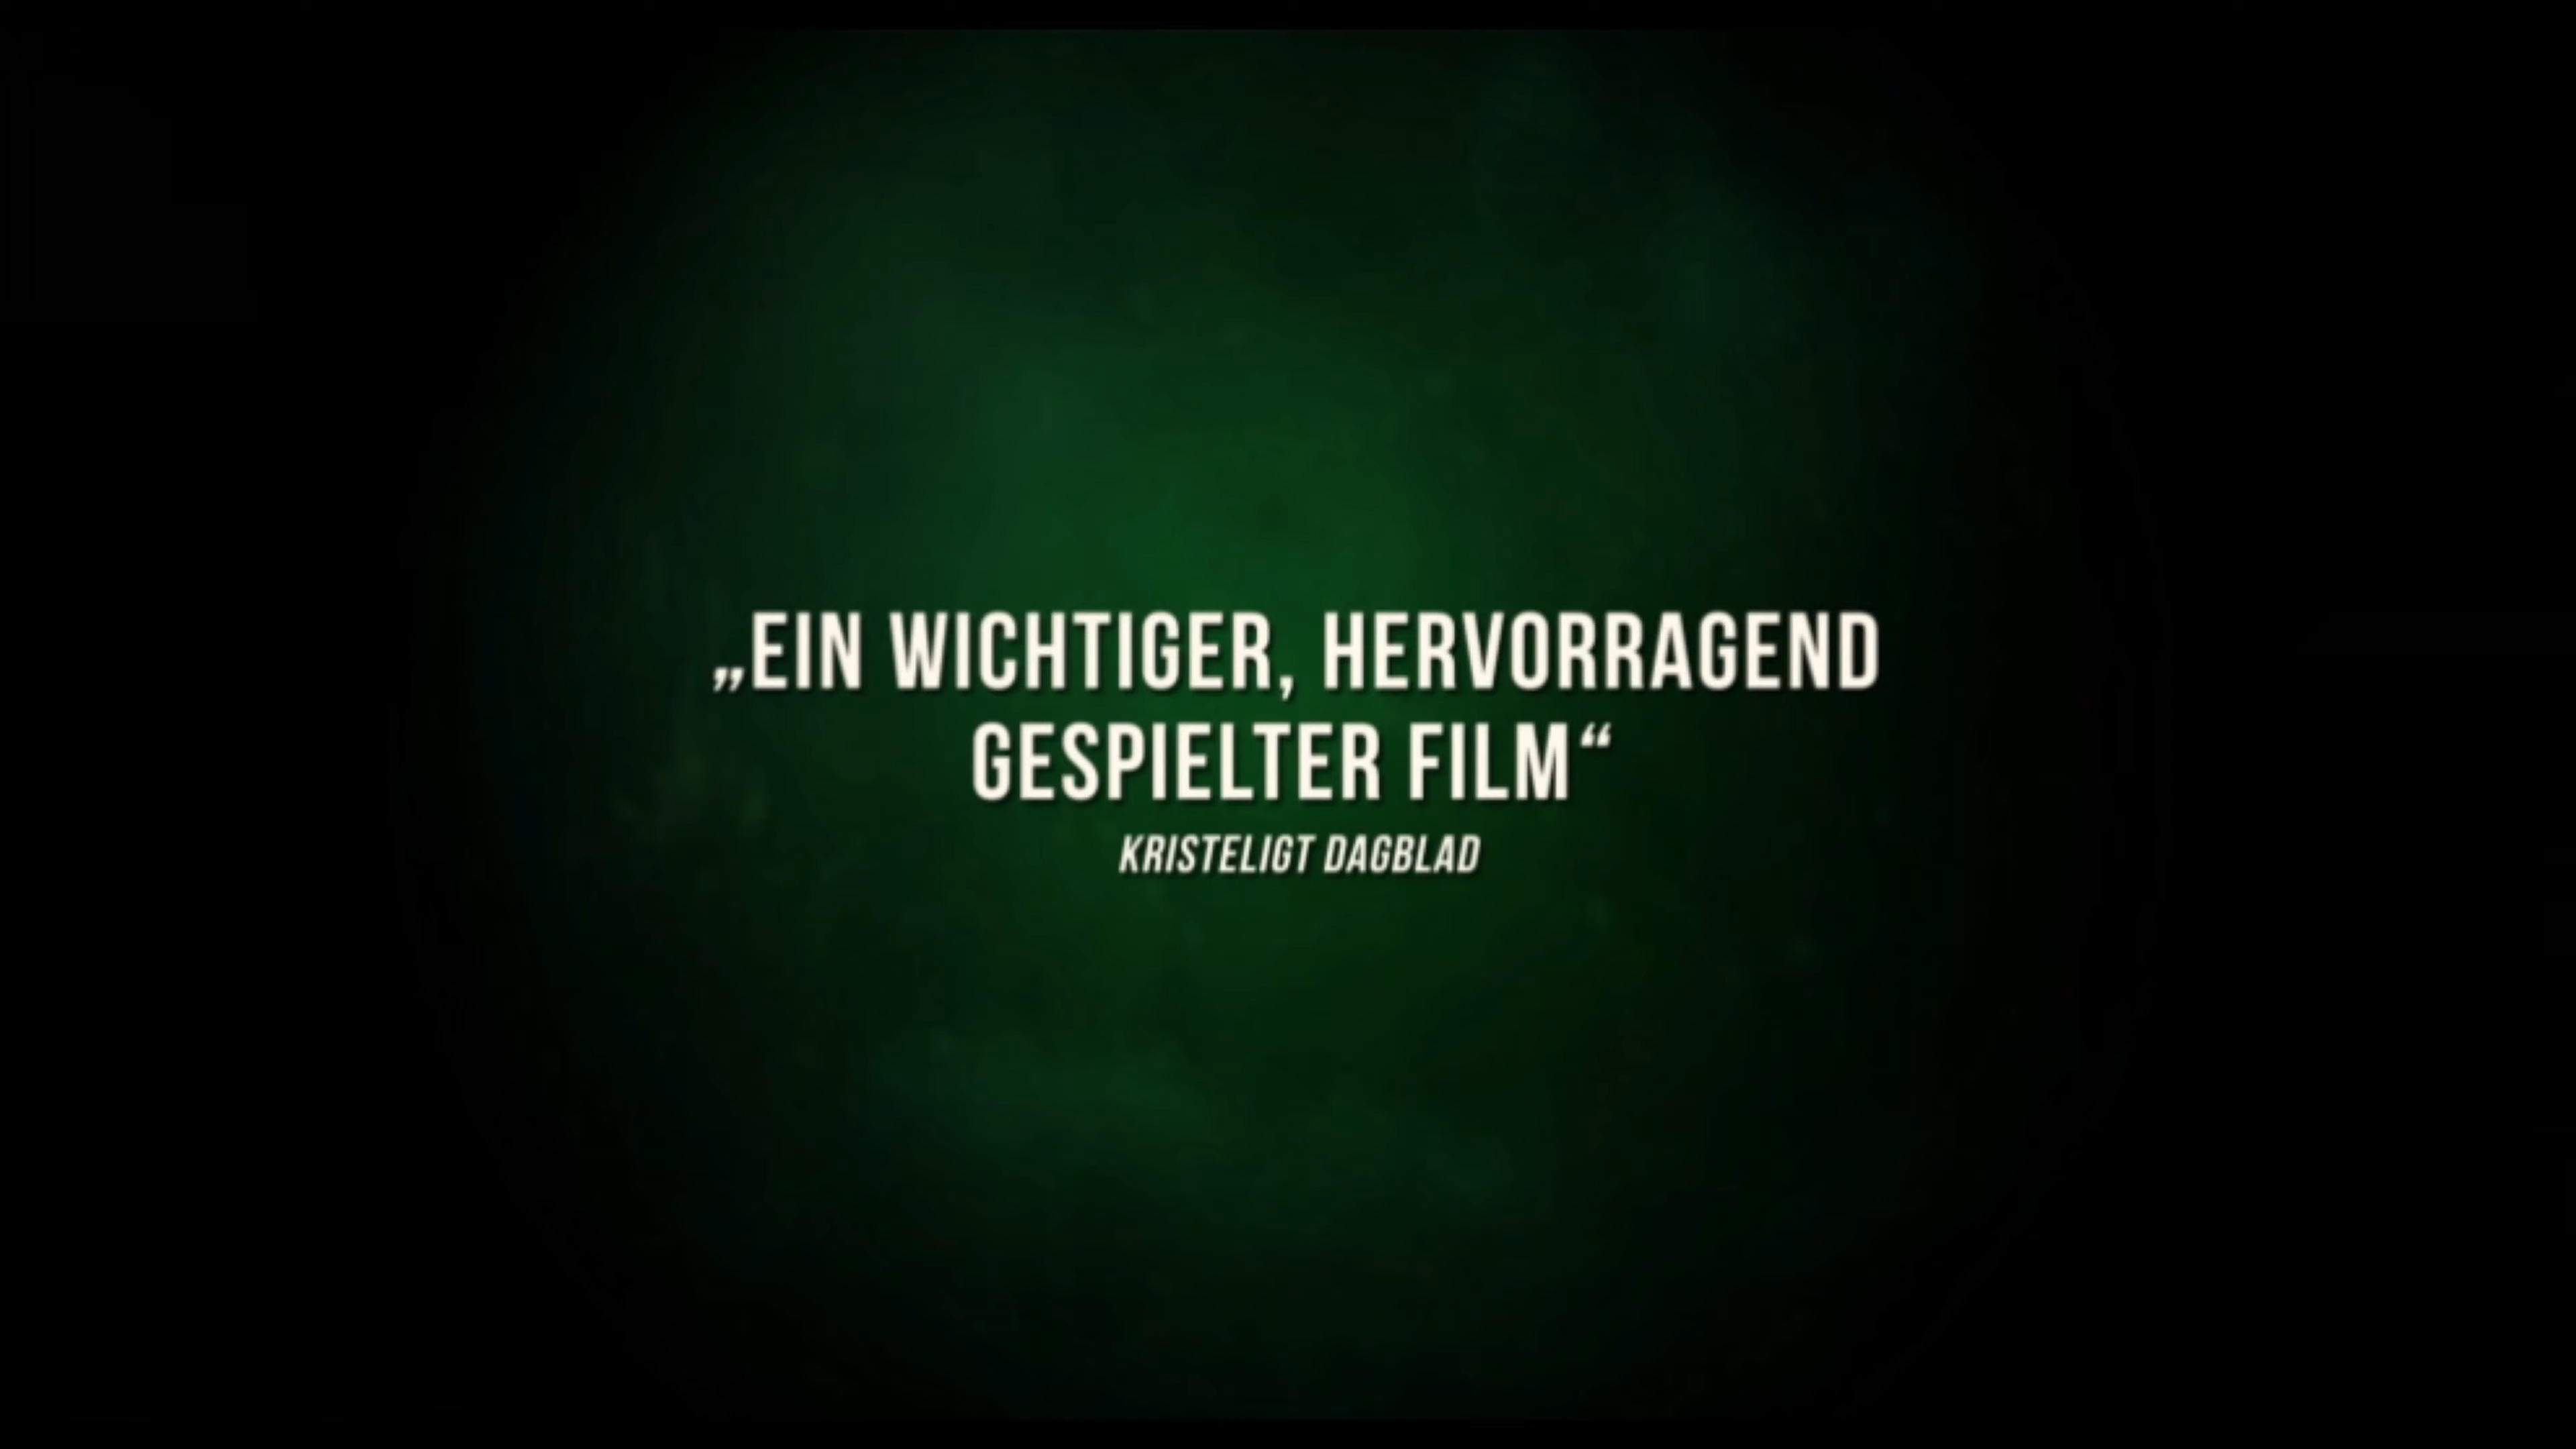 „EIN WICHTIGER, HERVORRAGEND
GESPIELTER FILM“
KRISTELIGT DAGBLAD